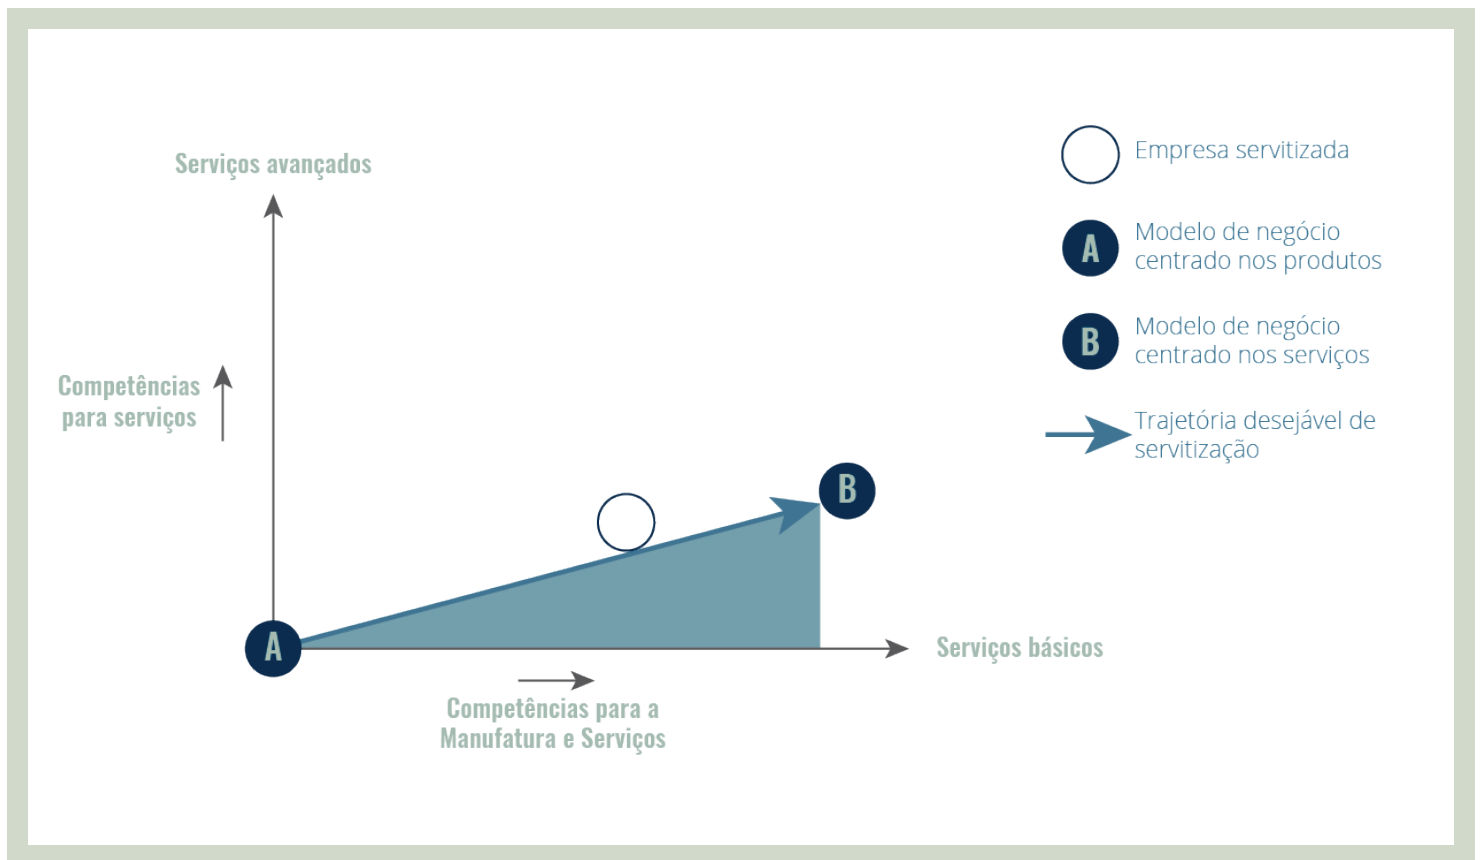 Serviços avançados
Competências
para serviços
A
B
Serviços básicos
Competências para a
Manufatura e Serviços
Empresa servitizada
A
Modelo de negócio
centrado nos produtos
B
Modelo de negócio
centrado nos serviços
Trajetória desejável de
servitização